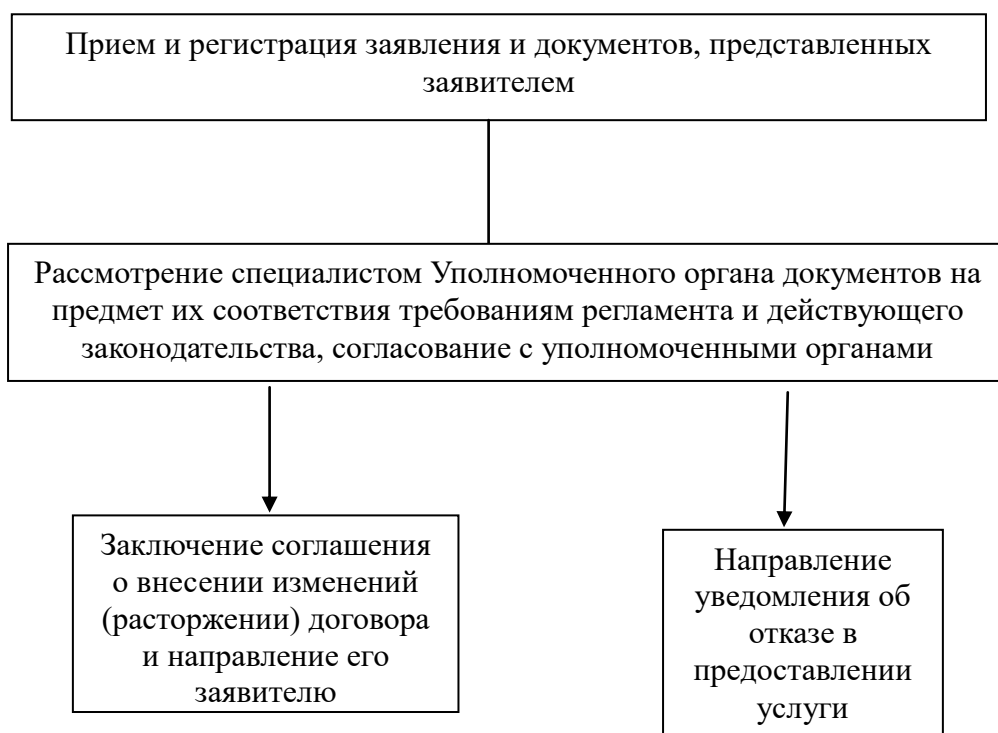 Прием и регистрация заявления и документов, представленных
заявителем
Рассмотрение специалистом Уполномоченного органа документов на
предмет их соответствия требованиям регламента и действующего
законодательства, согласование с уполномоченными органами
Заключение соглашения
о внесении изменений
(расторжении) договора
и направление его
заявителю
Направление
уведомления об
отказе в
предоставлении
услуги